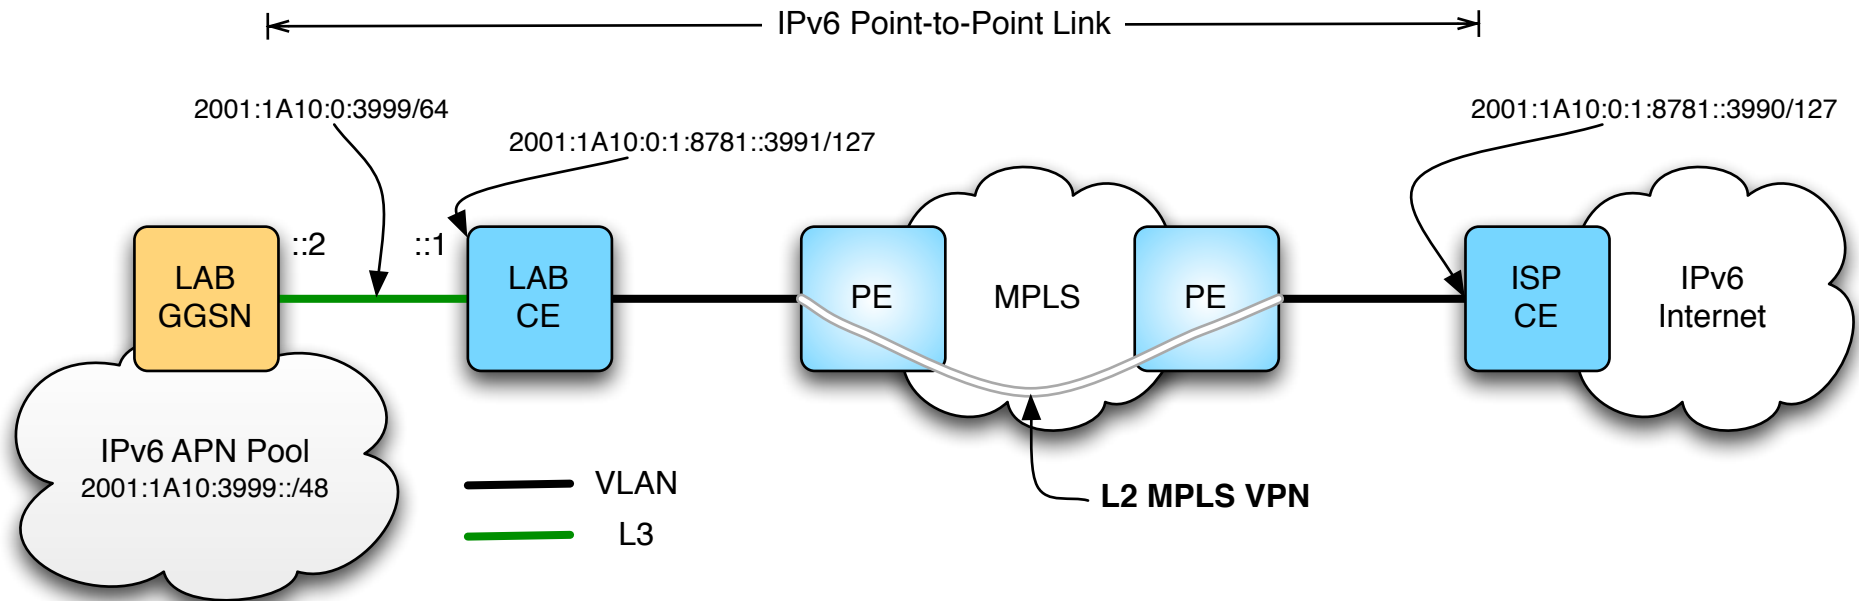 IPv6 Point-to-Point Link
2001:1A10:0:3999/64
2001:1A10:0:1:8781::3991/127
2001:1A10:0:1:8781::3990/127
::2
::1
LAB
GGSN
LAB
CE
PE
MPLS
PE
ISP
CE
IPv6
Internet
IPv6 APN Pool
2001:1A10:3999::/48
VLAN
L3
L2 MPLS VPN